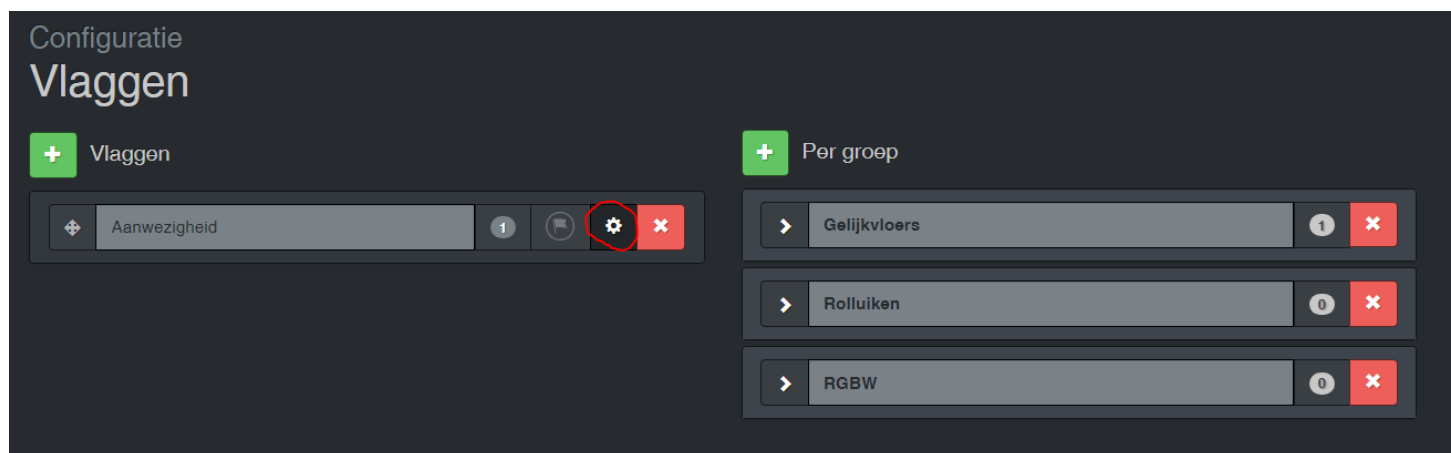 Configuratie
Vlaggen
Vlaggen
Aanwezigheid
1
Per groep
Gelijkvloers
1
Rolluiken
0
RGBW
0